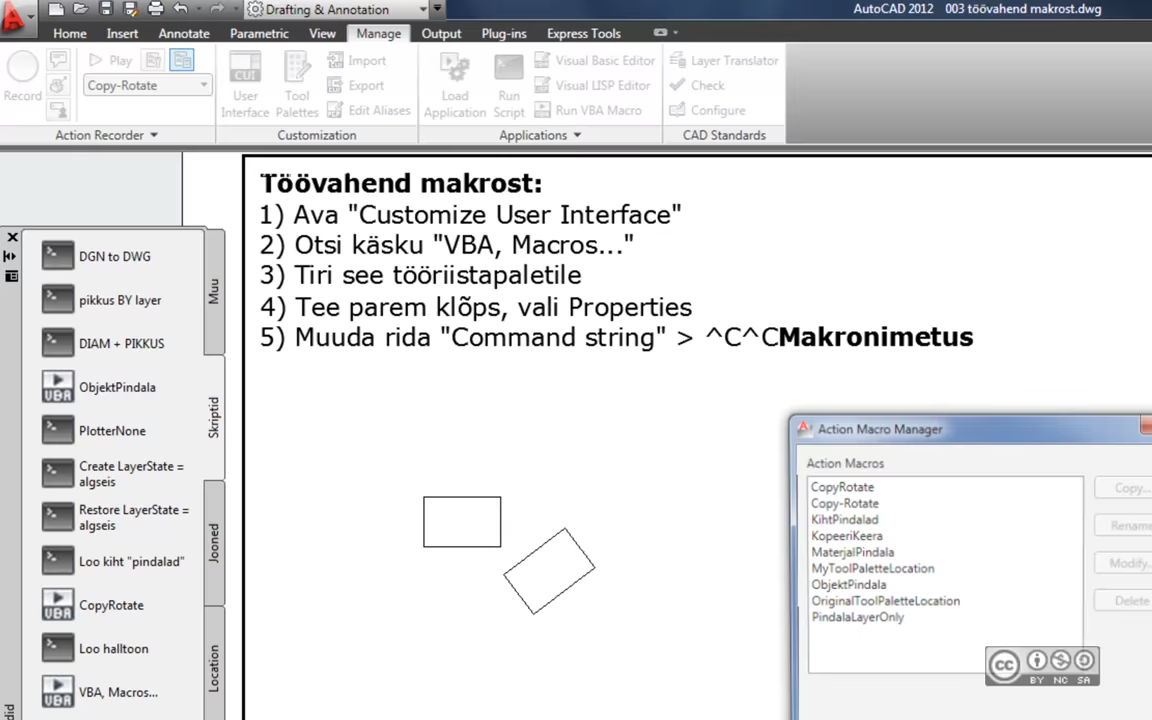 Drafting & Annotation
AutoCAD 2012 003 töövahend makrost.dwg
Home Insert Annotate Parametric View Manage Output Plug-ins Express Tools
Play
Copy-Rotate
Record
Action Recorder
CUI
User
Interface
Tool
Palettes
Import
Export
Edit Aliases
Customization
Load
Application
Run
Script
Visual Basic Editor
Visual LISP Editor
Run VBA Macro
Applications
Layer Translator
Check
Configure
CAD Standards
Töövahend makrost:
1) Ava "Customize User Interface"
2) Otsi käsku "VBA, Macros..."
3) Tiri see tööriistapaletile
4) Tee parem klõps, vali Properties
5) Muuda rida "Command string" > ^C^CMakronimetus
DGN to DWG
pikkus BY layer
DIAM + PIKKUS
VBA
ObjektPindala
PlotterNone
Create LayerState =
algseis
Restore LayerState =
algseis
Loo kiht "pindalad"
VBA
CopyRotate
Loo halltoon
VBA
VBA, Macros...
Muu
Skriptid
Jooned
Location
Action Macro Manager
Action Macros
CopyRotate
Copy-Rotate
KihtPindalad
KopeeriKeera
MaterjalPindala
MyToolPaletteLocation
ObjektPindala
OriginalToolPaletteLocation
PindalaLayerOnly
Copy...
Rename
Modify..
Delete
cc
BY NC SA